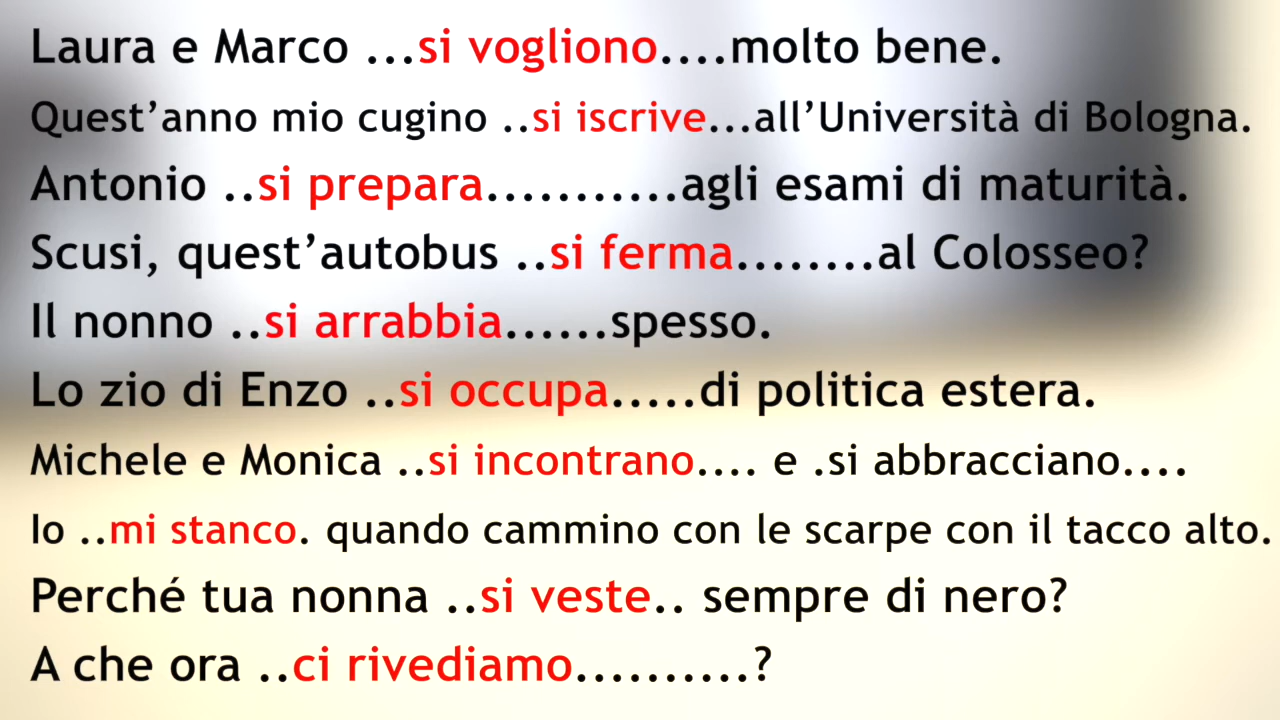 Laura e Marco ...si vogliono....molto bene.
Quest’anno mio cugino ..si iscrive...all’Università di Bologna.
Antonio ..si prepara...........agli esami di maturità.
Scusi, quest’autobus ..si ferma........al Colosseo?
Il nonno ..si arrabbia......spesso.
Lo zio di Enzo ..si occupa.....di politica estera.
Michele e Monica ..si incontrano.... e .si abbracciano....
Io ..mi stanco. quando cammino con le scarpe con il tacco alto.
Perché tua nonna ..si veste.. sempre di nero?
A che ora ..ci rivediamo..........?